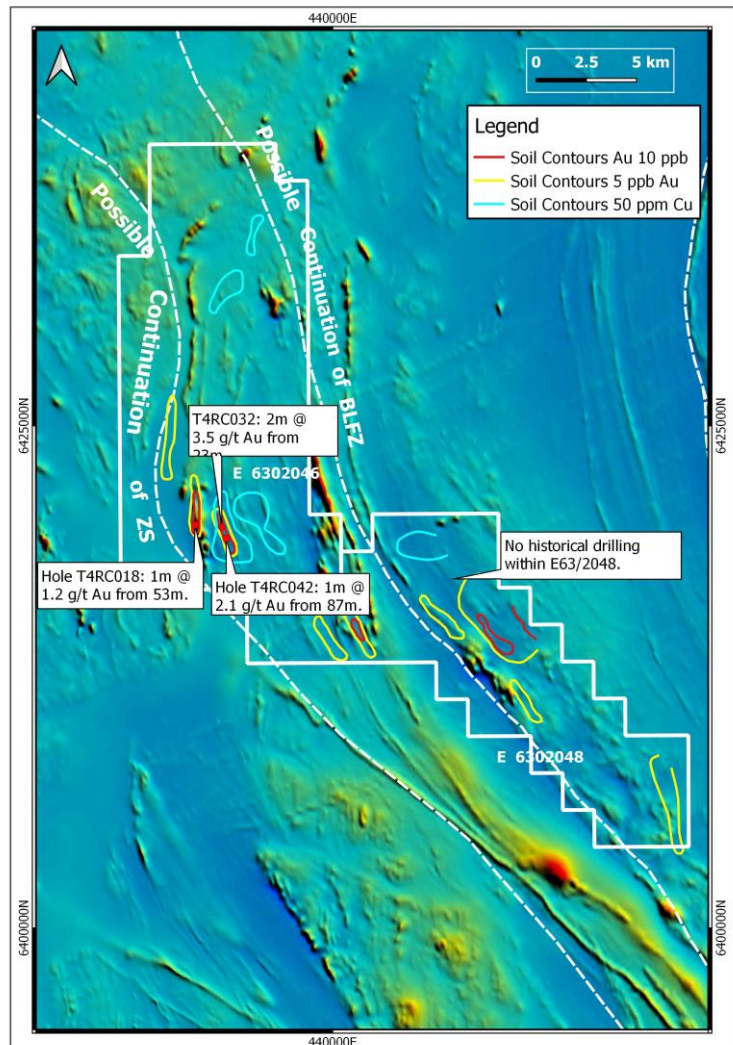 440000E
0 2.5 5 km
Legend
Soil Contours Au 10 ppb
Soil Contours 5 ppb Au
Soil Contours 50 ppm Cu
Possible
Continuation of BLFZ
Possible
Continuation
of ZS
6425000N
6425000N
T4RC032: 2m @
3.5 g/t Au from
23m
E 6302046
No historical drilling
within E63/2048.
Hole T4RC018: 1m @
1.2 g/t Au from 53m.
Hole T4RC042: 1m @
2.1 g/t Au from 87m.
E 6302048
6400000N
6400000N
440000E